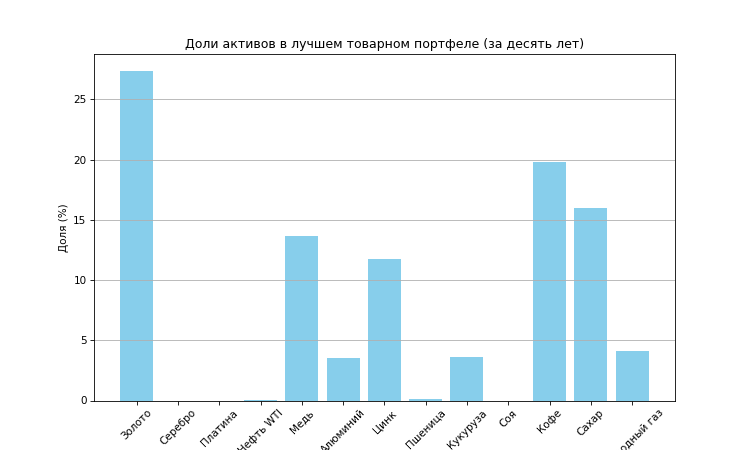 Доли активов в лучшем товарном портфеле (за десять лет)
Доля (%)
25
20
15
10
5
0
Золото
Серебро
Платина
Нефть WTI
Медь
Алюминий
Цинк
Пшеница
Кукуруза
Соя
Кофе
Сахар
газ